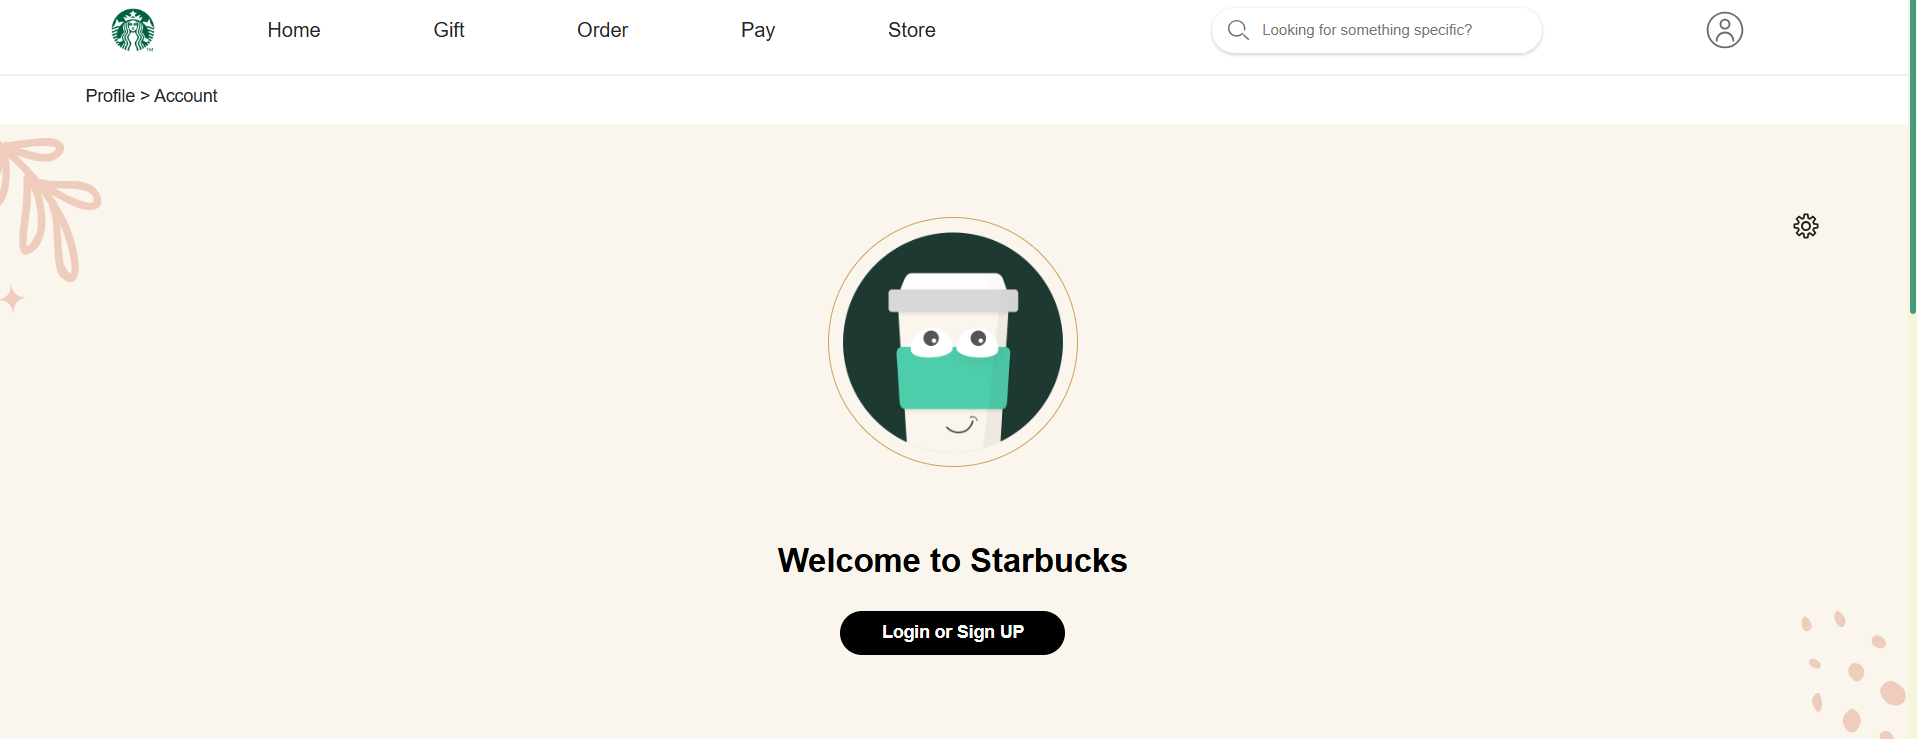 Home Gift Order Pay Store Looking for something specific?
Profile > Account
Welcome to Starbucks
Login or Sign UP